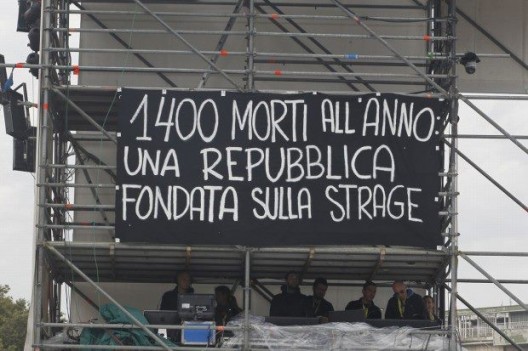 1400 MORTI ALL'ANNO:
UNA REPUBBLICA
FONDATA SULLA STRAGE